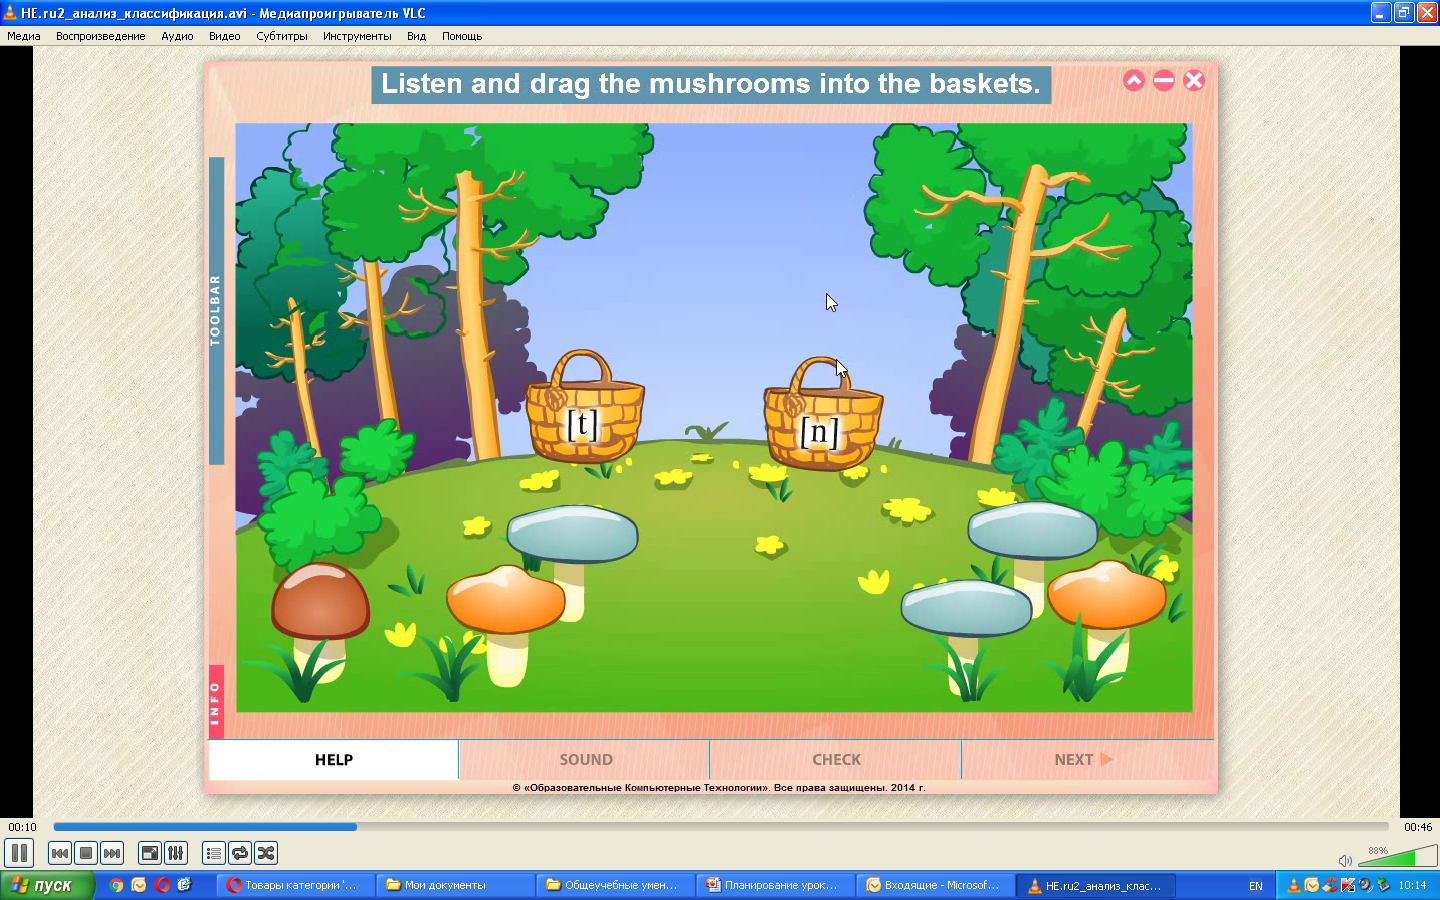 НЕ.ru2_анализ_классификация.avi - Медиапроигрыватель VLC
Медиа Воспроизведение Аудио Видео Субтитры Инструменты Вид Помощь
Listen and drag the mushrooms into the baskets.
TOOLBAR
[t]
[n]
INFO
HELP SOUND CHECK NEXT
© «Образовательные Компьютерные Технологии». Все права защищены. 2014 г.
00:10 00:46
88%
пуск Товары категории '... Мои документы Общеучебные умен... Планирование урок... Входящие - Microsof... НЕ.ru2_анализ_клас... EN 10:14